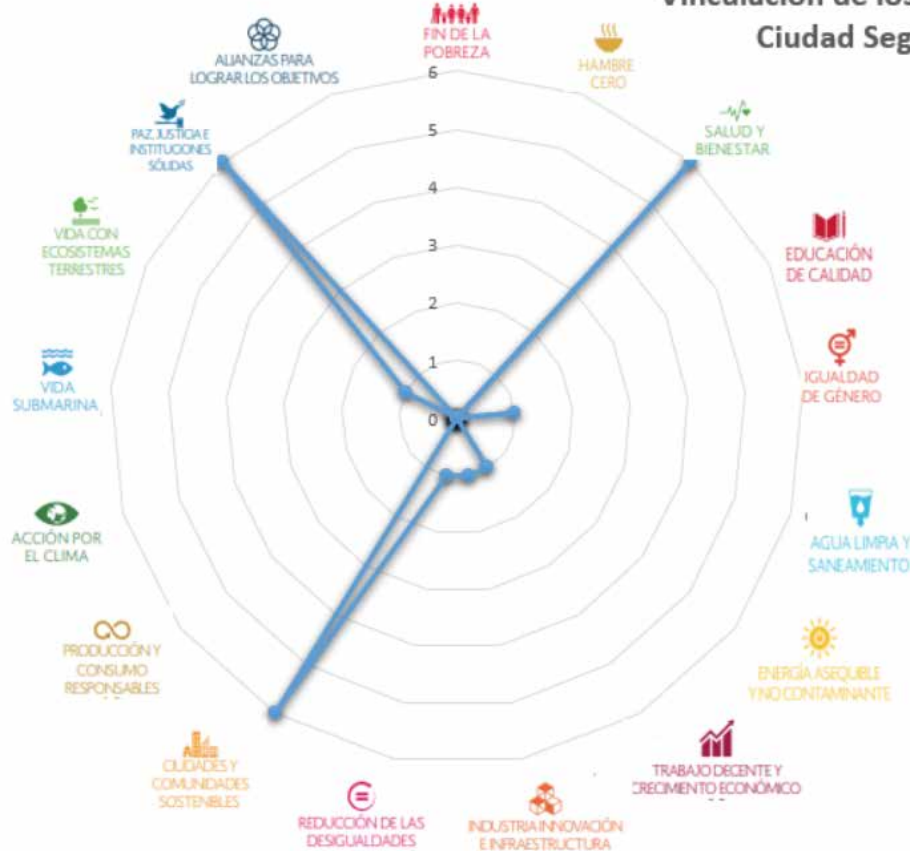 Vinculación de los
Ciudad Seg
FIN DE LA
POBREZA
HAMBRE
CERO
SALUD Y
BIENESTAR
EDUCACIÓN
DE CALIDAD
IGUALDAD
DE GÉNERO
AGUA LIMPIA Y
SANEAMIENTO
ENERGÍA ASEQUIBLE
Y NO CONTAMINANTE
TRABAJO DECENTE Y
CRECIMIENTO ECONÓMICO
INDUSTRIA INNOVACIÓN
E INFRAESTRUCTURA
REDUCCIÓN DE LAS
DESIGUALDADES
CIUDADES Y
COMUNIDADES
SOSTENIBLES
PRODUCCIÓN Y
CONSUMO
RESPONSABLES
ACCIÓN POR
EL CLIMA
VIDA
SUBMARINA
VIDA CON
ECOSISTEMAS
TERRESTRES
PAZ, JUSTICIA E
INSTITUCIONES
SÓLIDAS
ALIANZAS PARA
LOGRAR LOS OBJETIVOS
6
5
4
3
2
1
0